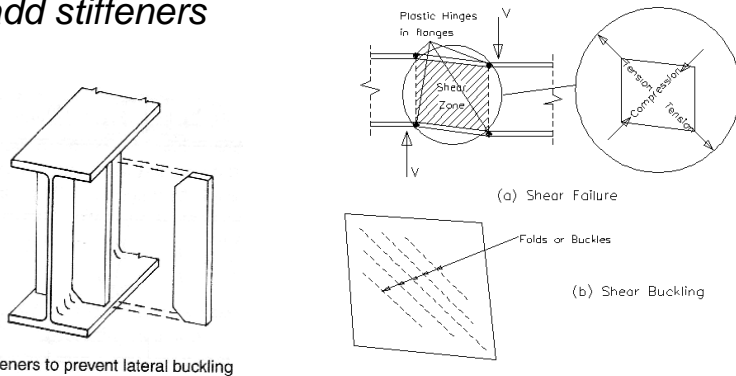 add stiffeners
eners to prevent lateral buckling
Plastic Hinges
in flanges
V
Shear
Zone
V
Tension
Compression
Tension
(a) Shear Failure
Folds or Buckles
(b) Shear Buckling